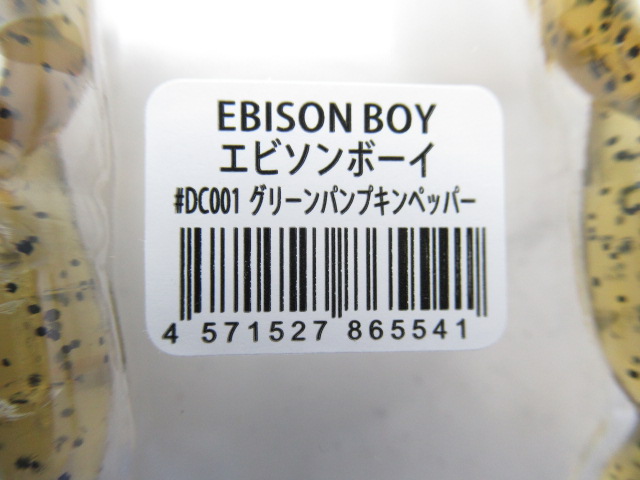 EBISON BOY
エビソンボーイ
#DC001 グリーンパンプキンペッパー
4 571527 865541